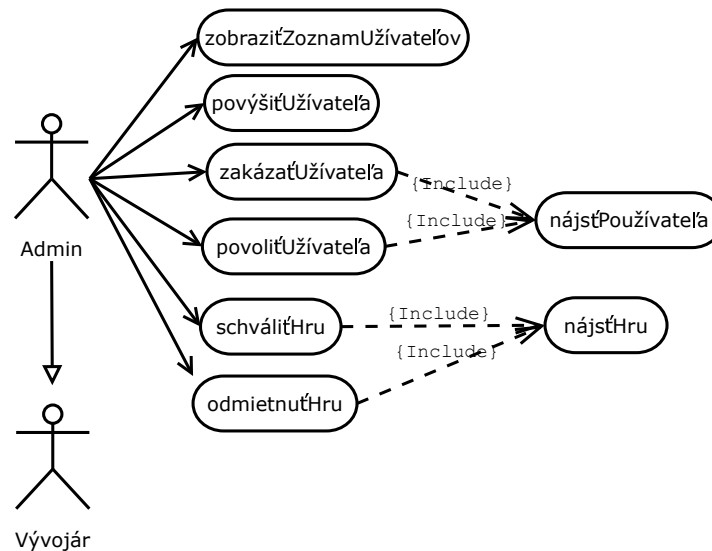 zobraziťZoznamUžívateľov
povýšiťUžívateľa
zakázaťUžívateľa
{Include}
{Include}
nájsťPoužívateľa
Admin
povoliťUžívateľa
{Include}
schváliťHru
nájsťHru
{Include}
odmietnuťHru
Vývojár